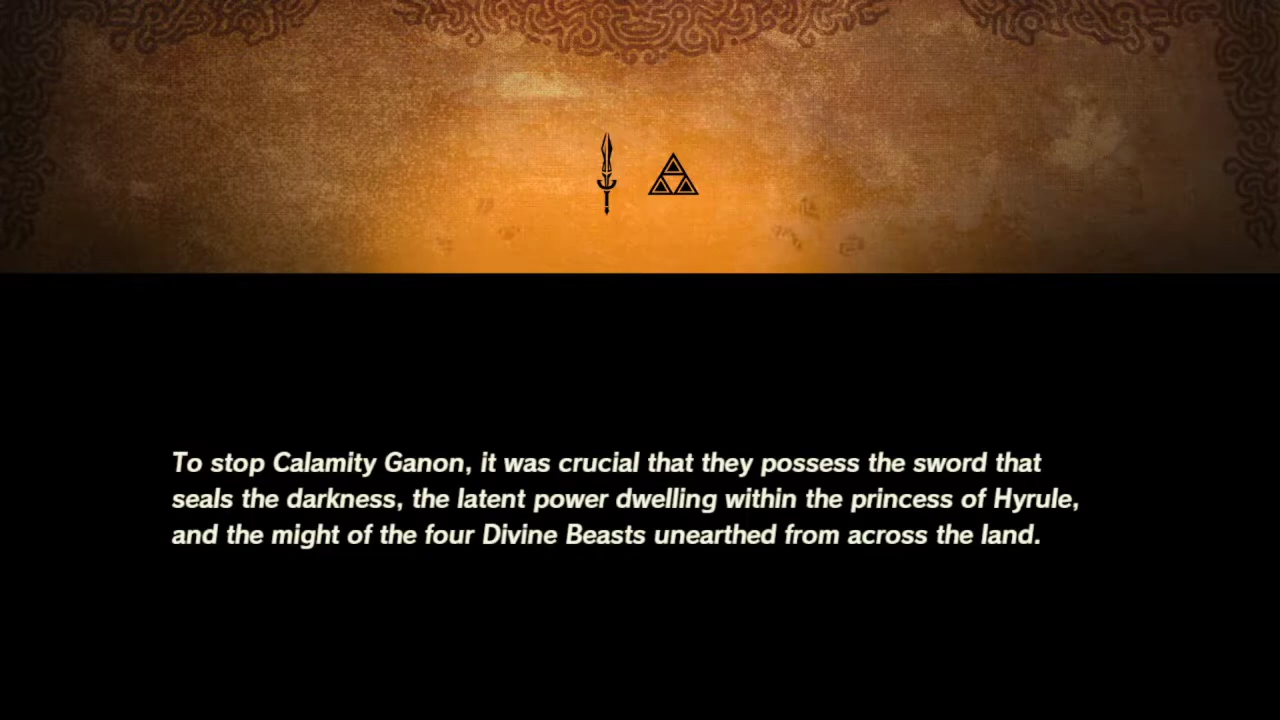 To stop Calamity Ganon, it was crucial that they possess the sword that
seals the darkness, the latent power dwelling within the princess of Hyrule,
and the might of the four Divine Beasts unearthed from across the land.